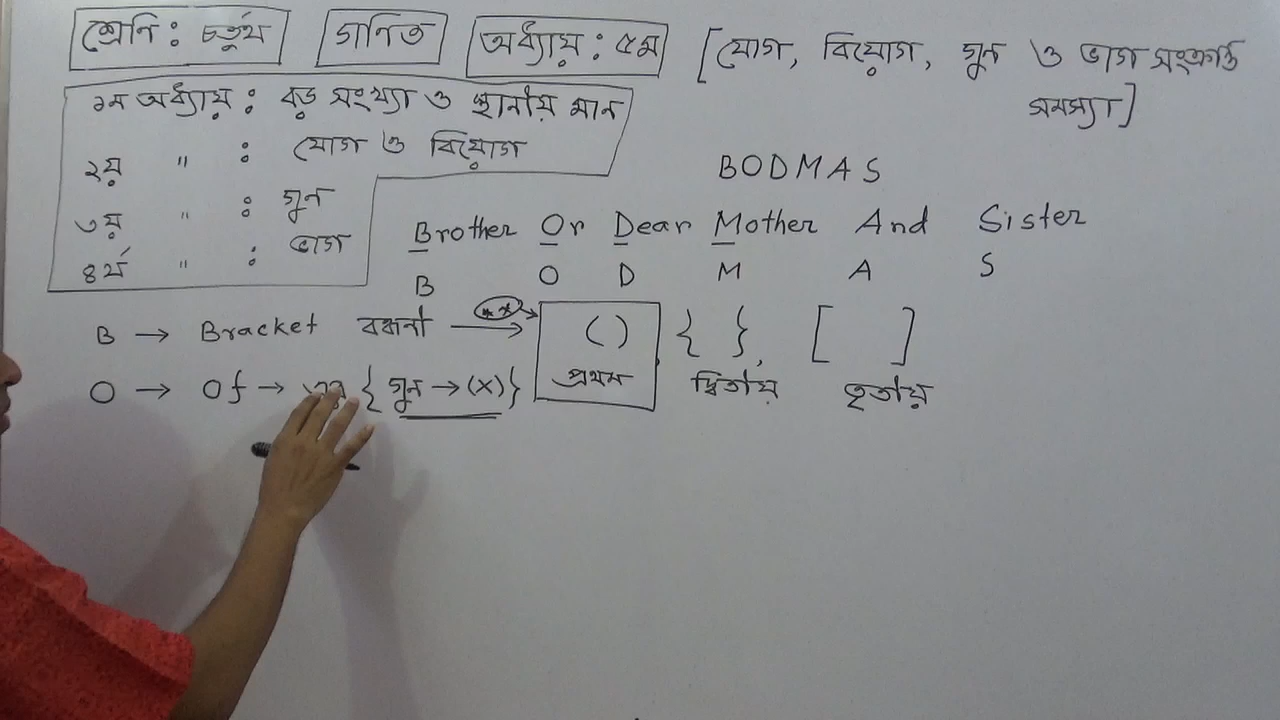 শ্রেনি : চতুর্থ গনিত অধ্যায় : ৫ম [যোগ, বিয়োগ, গুন ও ভাগ সংক্রান্ত
সমস্যা]
১ম অধ্যায় : বড় সংখ্যা ও স্থানীয় মান
২য় " : যোগ ও বিয়োগ
৩য় " : গুন
৪র্থ " : ভাগ
BODMAS
Brother Or Dear Mother And Sister
B O D M A S
B → Bracket বন্ধনী → ** → () { }, [ ]
প্রথম দ্বিতীয় তৃতীয়
O → Of → { গুন → (×)}